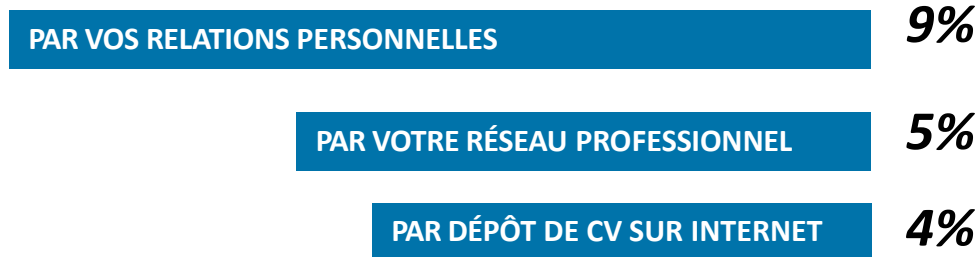 PAR VOS RELATIONS PERSONNELLES 9%
PAR VOTRE RÉSEAU PROFESSIONNEL 5%
PAR DÉPÔT DE CV SUR INTERNET 4%